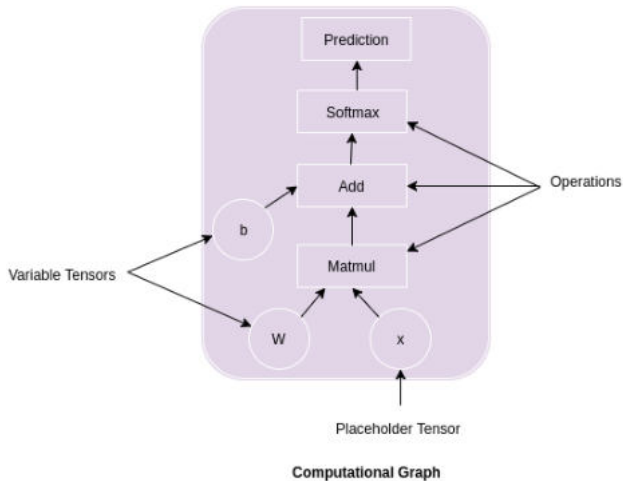 Prediction
Softmax
Add
Operations
b
Matmul
Variable Tensors
W
x
Placeholder Tensor
Computational Graph